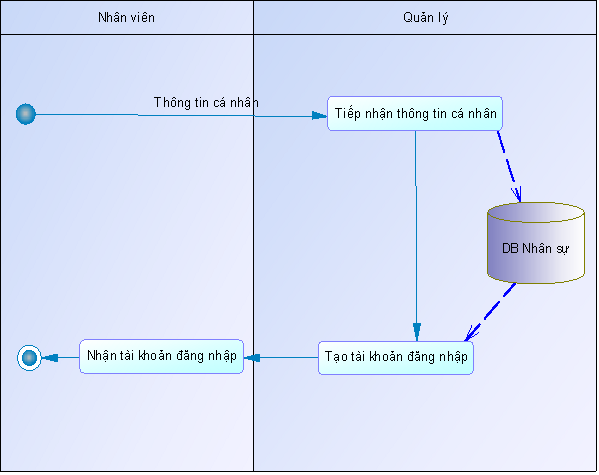 Nhân viên
Quản lý
Thông tin cá nhân
Tiếp nhận thông tin cá nhân
DB Nhân sự
Nhận tài khoản đăng nhập
Tạo tài khoản đăng nhập